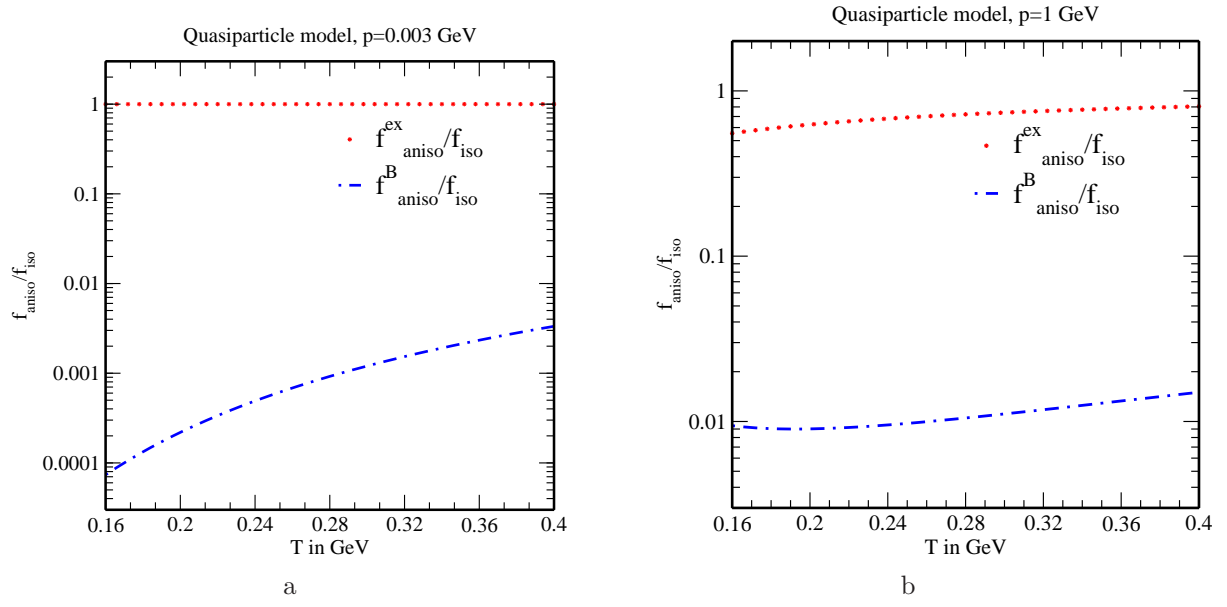 Quasiparticle model, p=0.003 GeV
f_aniso/f_iso
1
0.1
0.01
0.001
0.0001
f^ex_aniso/f_iso
f^B_aniso/f_iso
0.16 0.2 0.24 0.28 0.32 0.36 0.4
T in GeV
a
Quasiparticle model, p=1 GeV
f_aniso/f_iso
1
0.1
0.01
f^ex_aniso/f_iso
f^B_aniso/f_iso
0.16 0.2 0.24 0.28 0.32 0.36 0.4
T in GeV
b